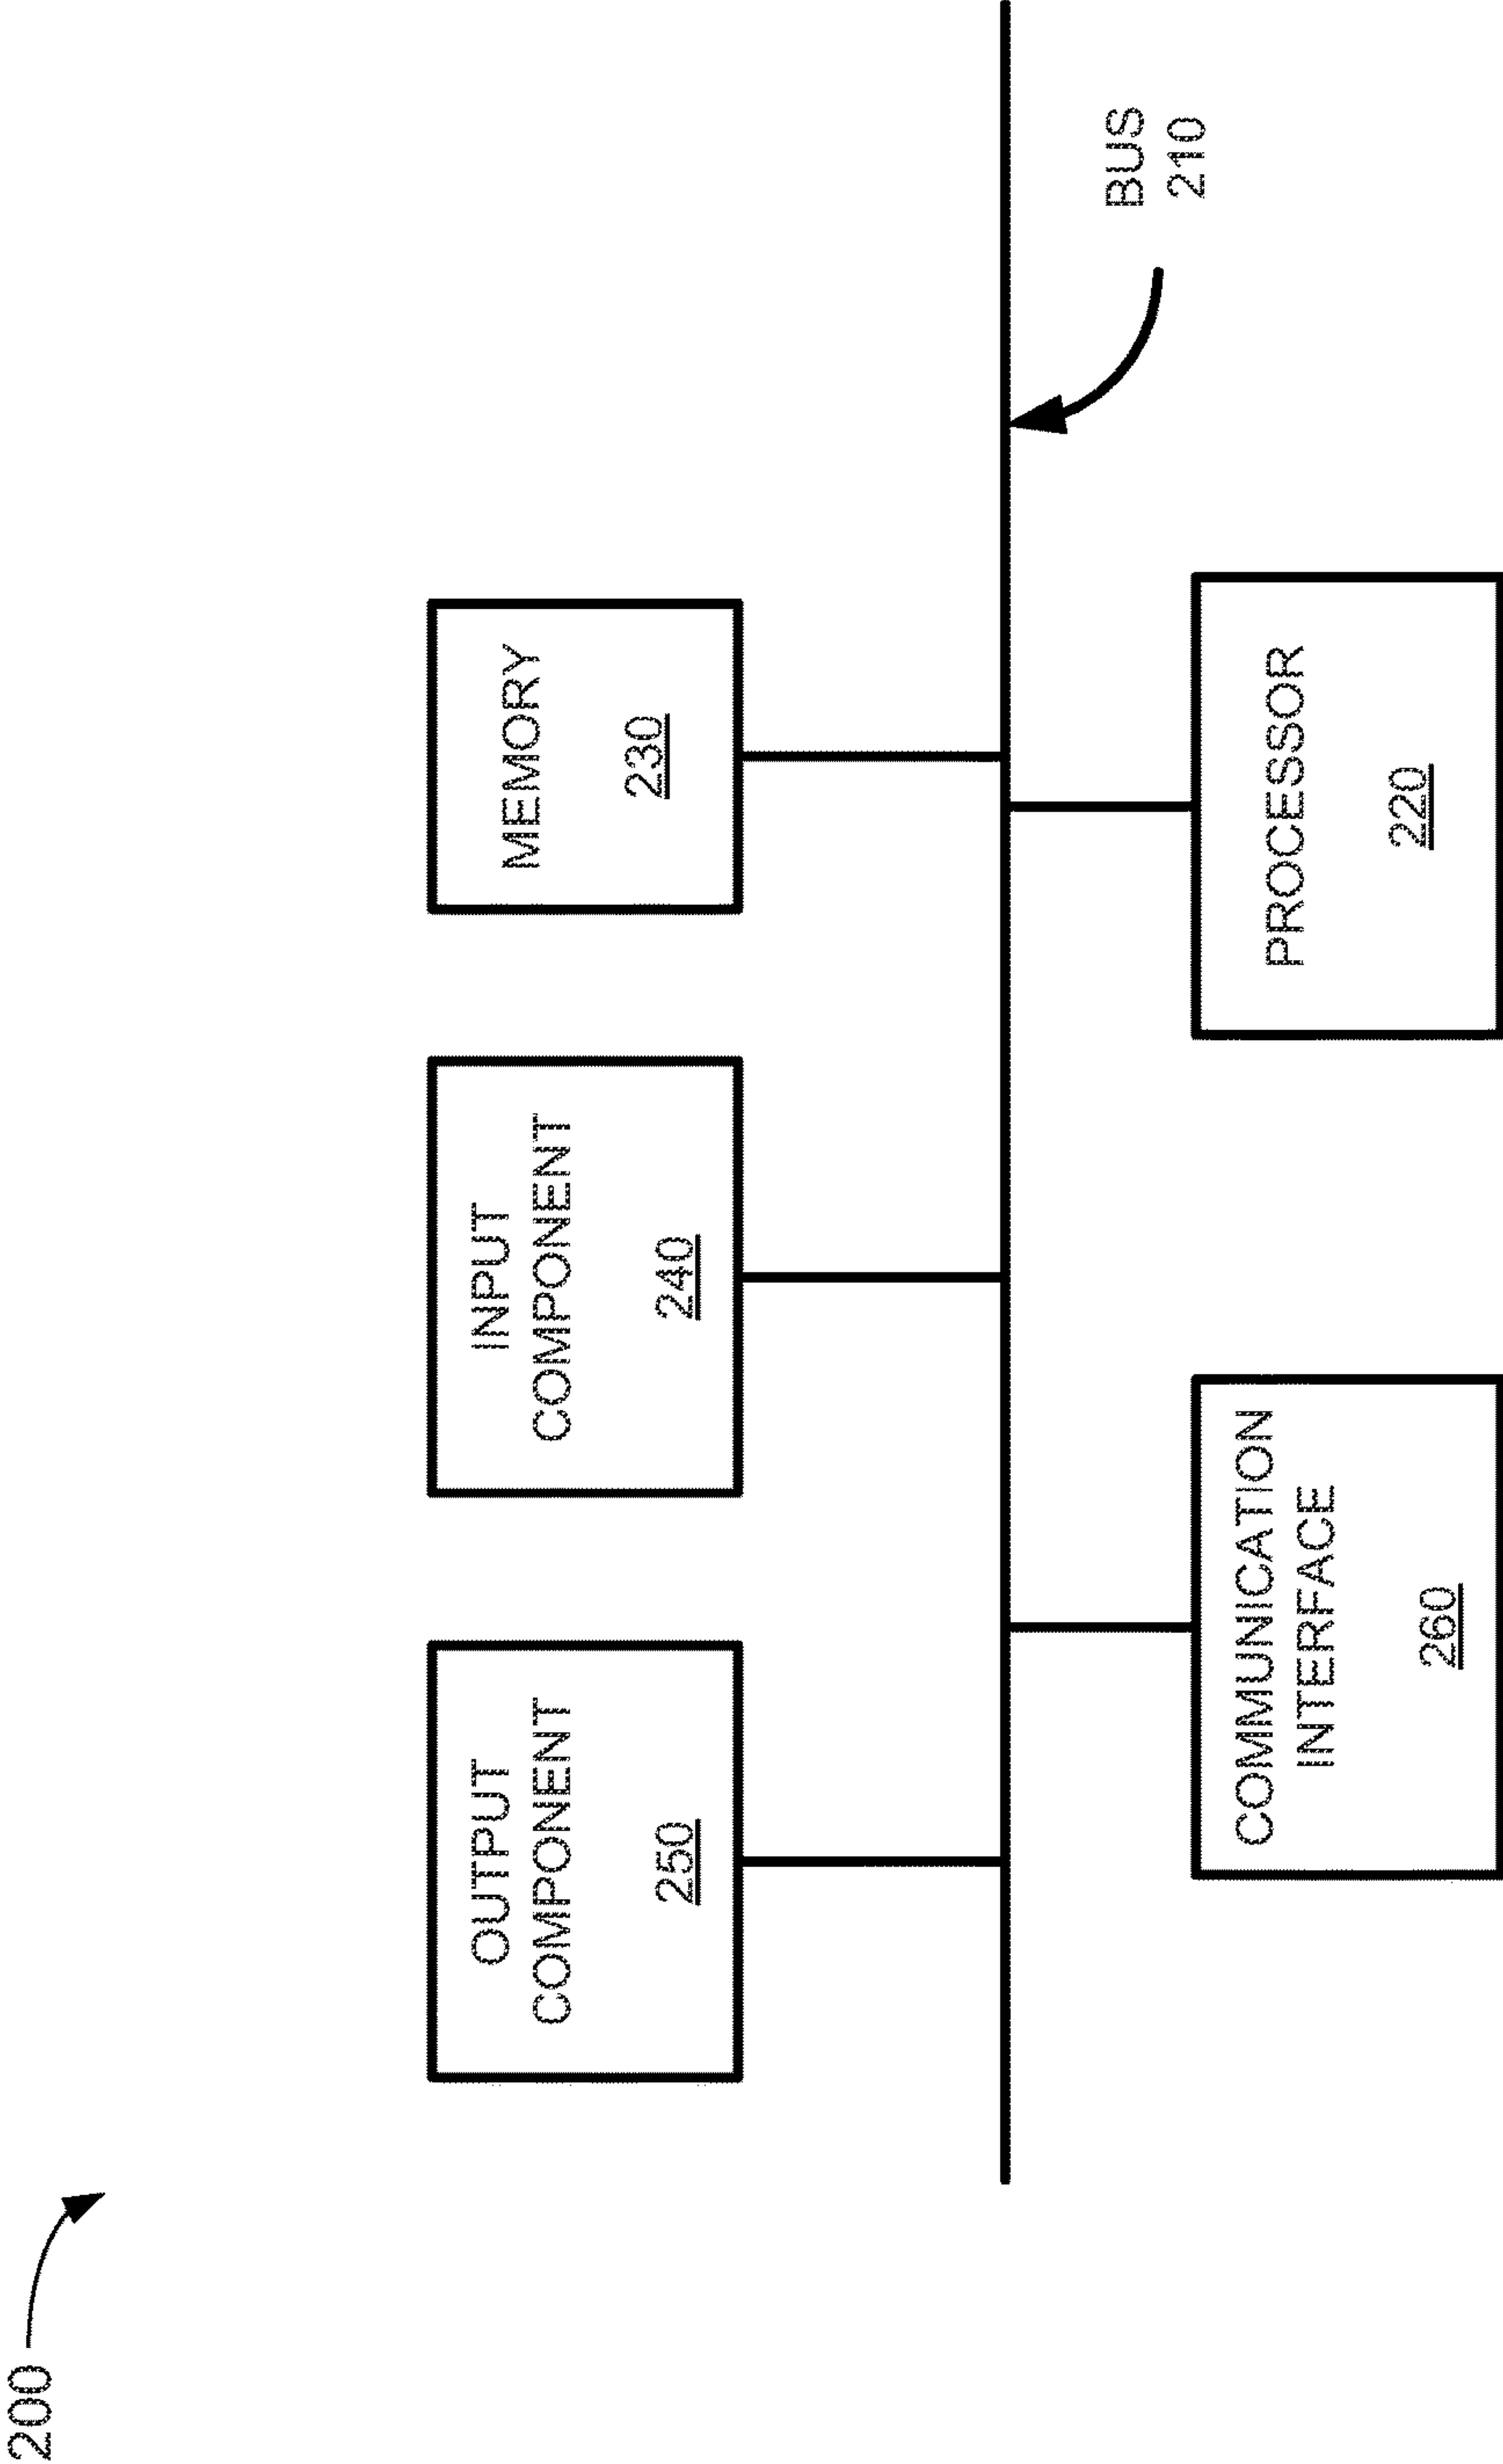 200
OUTPUT
COMPONENT
250
INPUT
COMPONENT
240
MEMORY
230
BUS
210
COMMUNICATION
INTERFACE
260
PROCESSOR
220